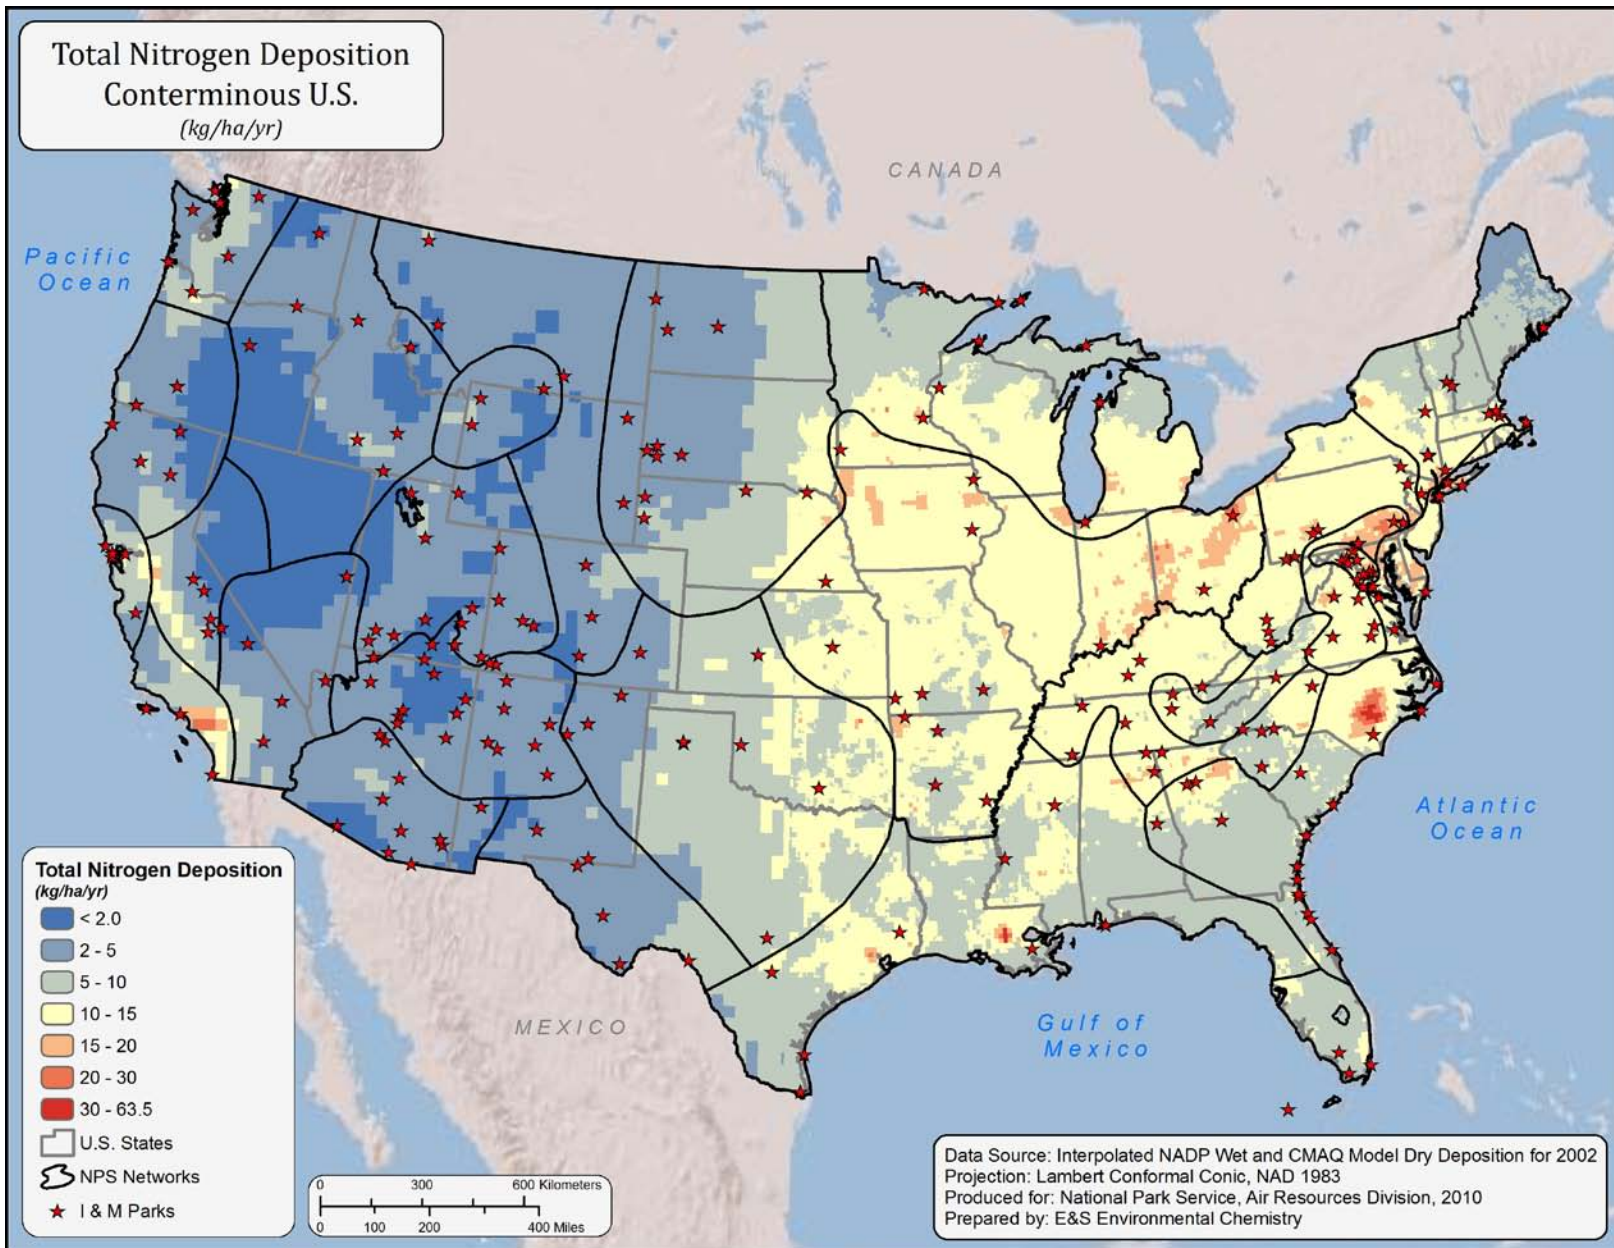 Total Nitrogen Deposition
Conterminous U.S.
(kg/ha/yr)
CANADA
Pacific
Ocean
Atlantic
Ocean
Gulf of
Mexico
MEXICO
Total Nitrogen Deposition
(kg/ha/yr)
< 2.0
2 - 5
5 - 10
10 - 15
15 - 20
20 - 30
30 - 63.5
U.S. States
NPS Networks
I & M Parks
0 300 600 Kilometers
0 100 200 400 Miles
Data Source: Interpolated NADP Wet and CMAQ Model Dry Deposition for 2002
Projection: Lambert Conformal Conic, NAD 1983
Produced for: National Park Service, Air Resources Division, 2010
Prepared by: E&S Environmental Chemistry